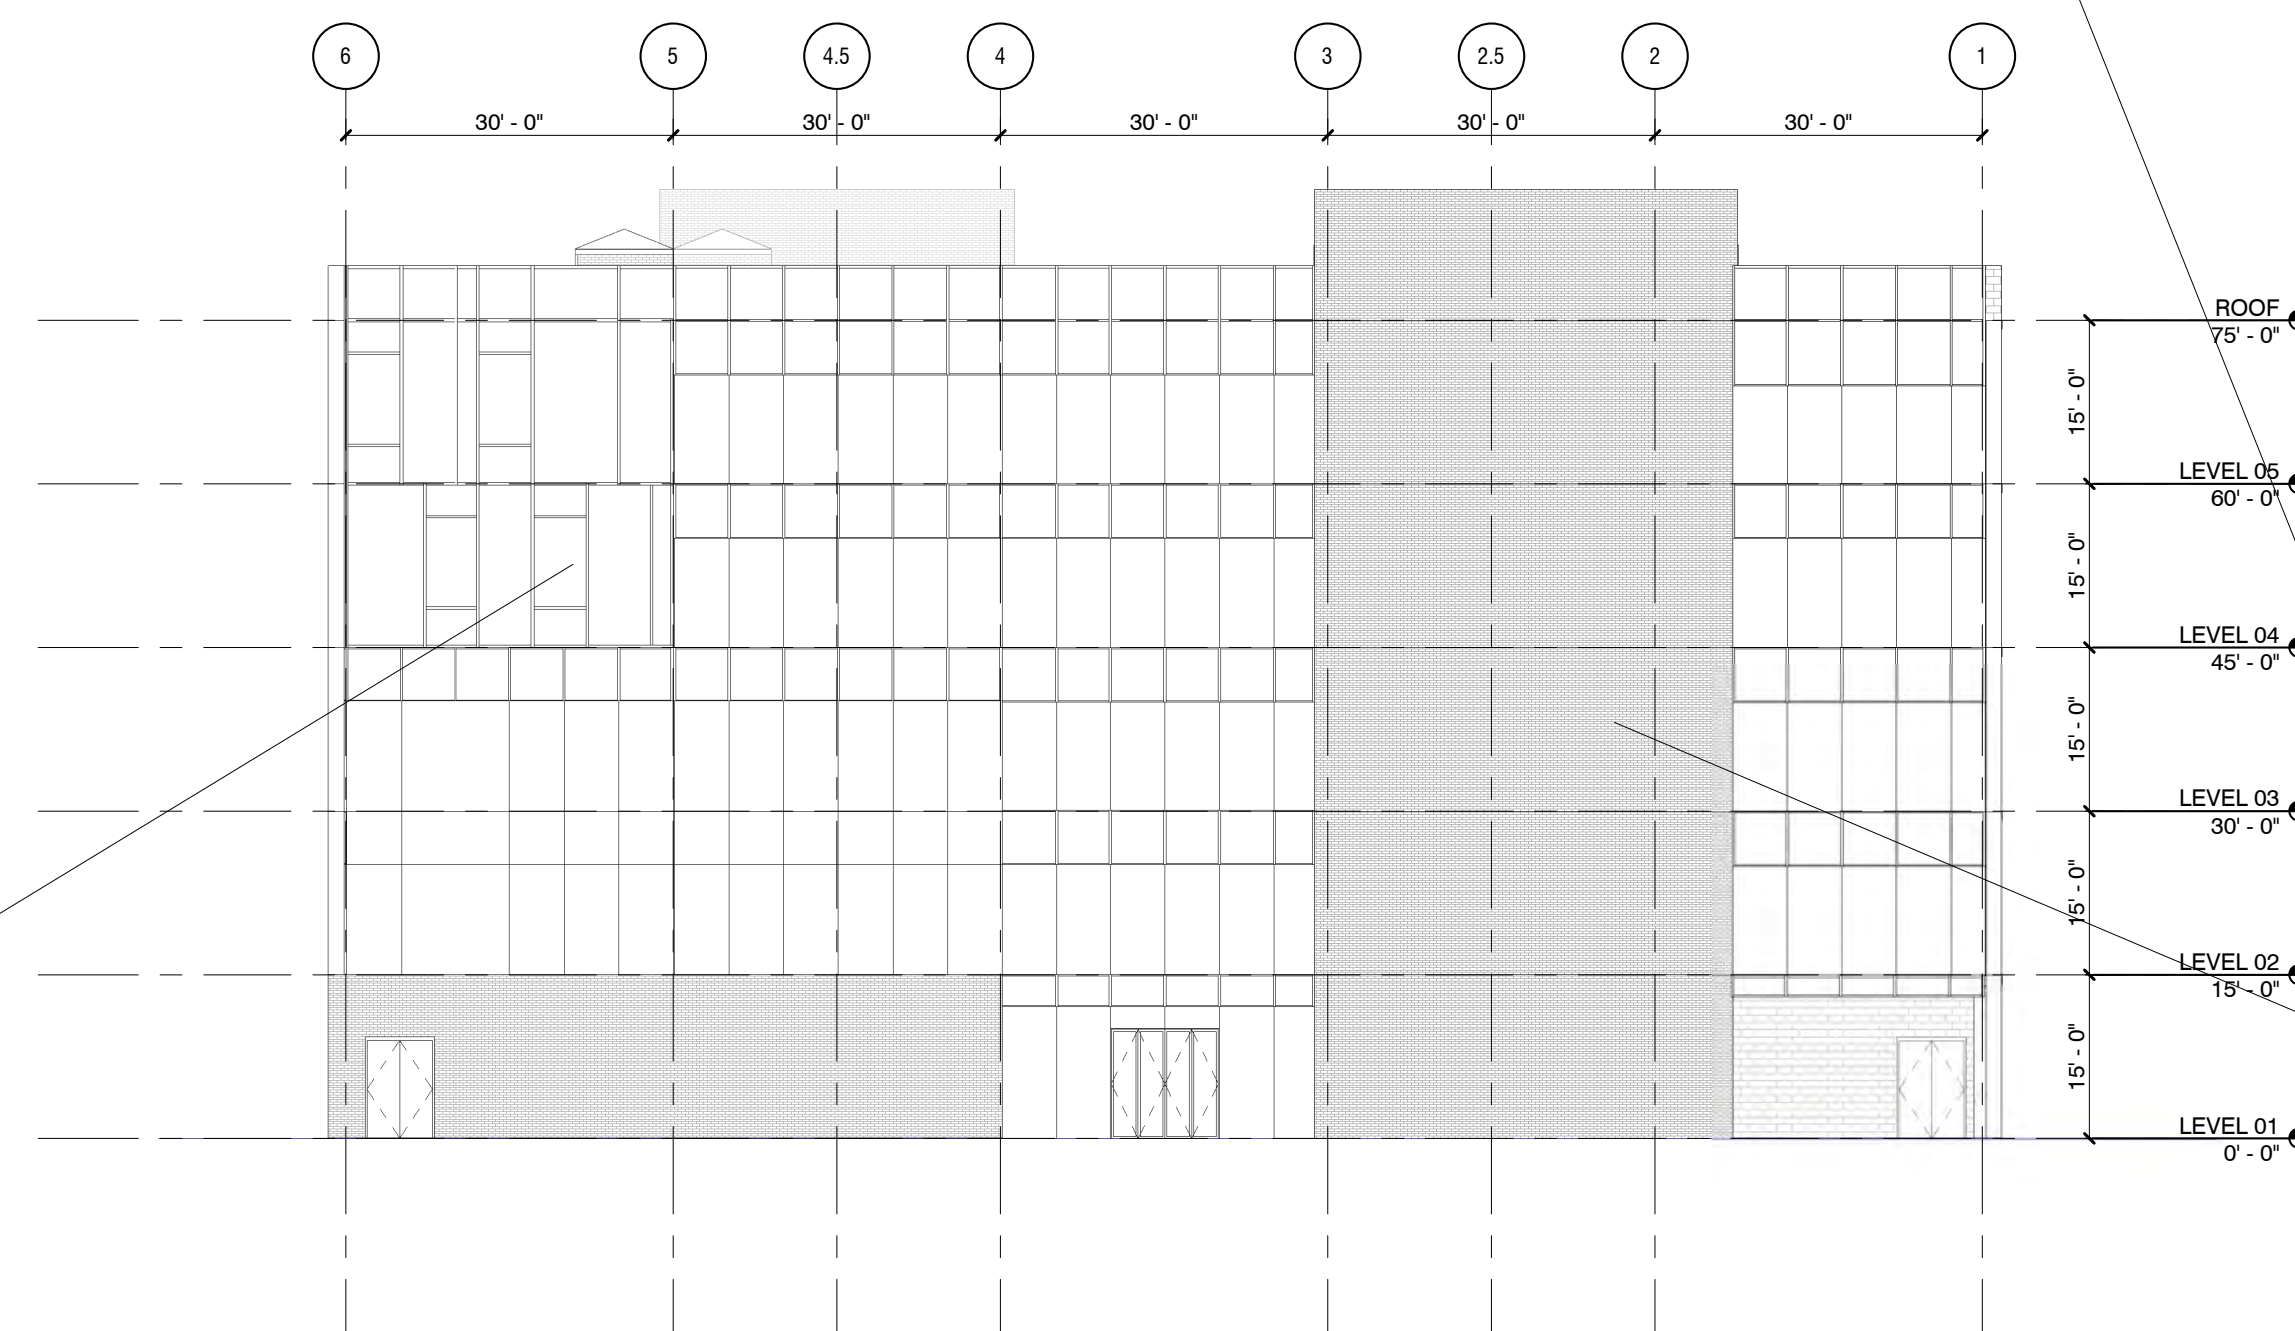 6 5 4.5 4 3 2.5 2 1
30' - 0" 30' - 0" 30' - 0" 30' - 0" 30' - 0"
ROOF
75' - 0"
15' - 0"
LEVEL 05
60' - 0"
15' - 0"
LEVEL 04
45' - 0"
15' - 0"
LEVEL 03
30' - 0"
15' - 0"
LEVEL 02
15' - 0"
15' - 0"
LEVEL 01
0' - 0"